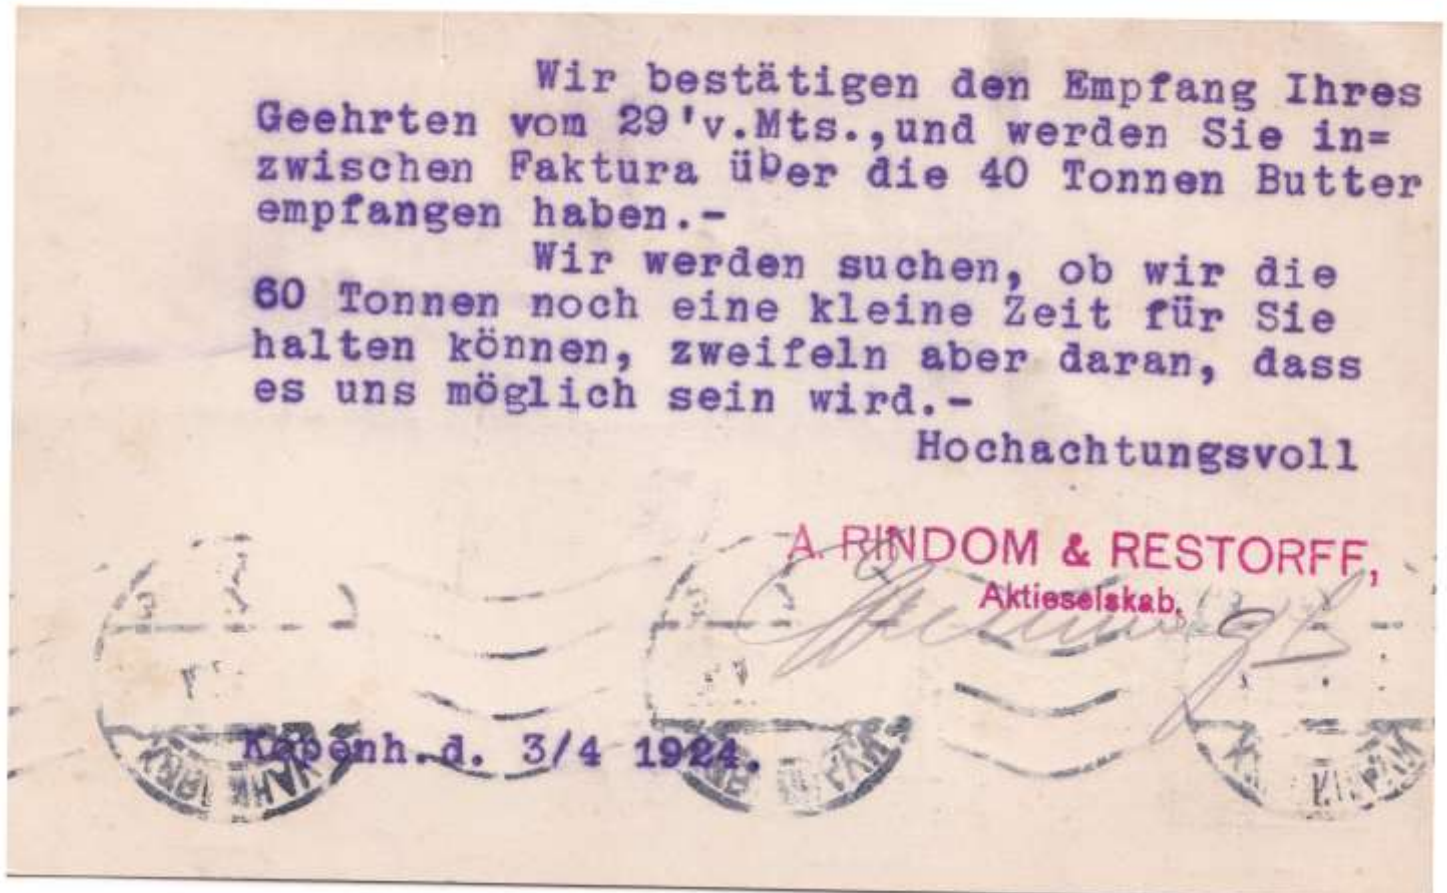 Wir bestätigen den Empfang Ihres
Geehrten vom 29'v.Mts.,und werden Sie in=
zwischen Faktura über die 40 Tonnen Butter
empfangen haben.-
Wir werden suchen, ob wir die
60 Tonnen noch eine kleine Zeit für Sie
halten können, zweifeln aber daran, dass
es uns möglich sein wird.-
Hochachtungsvoll
A. RINDOM & RESTORFF,
Aktieselskab.
Kopenh.d. 3/4 1924.